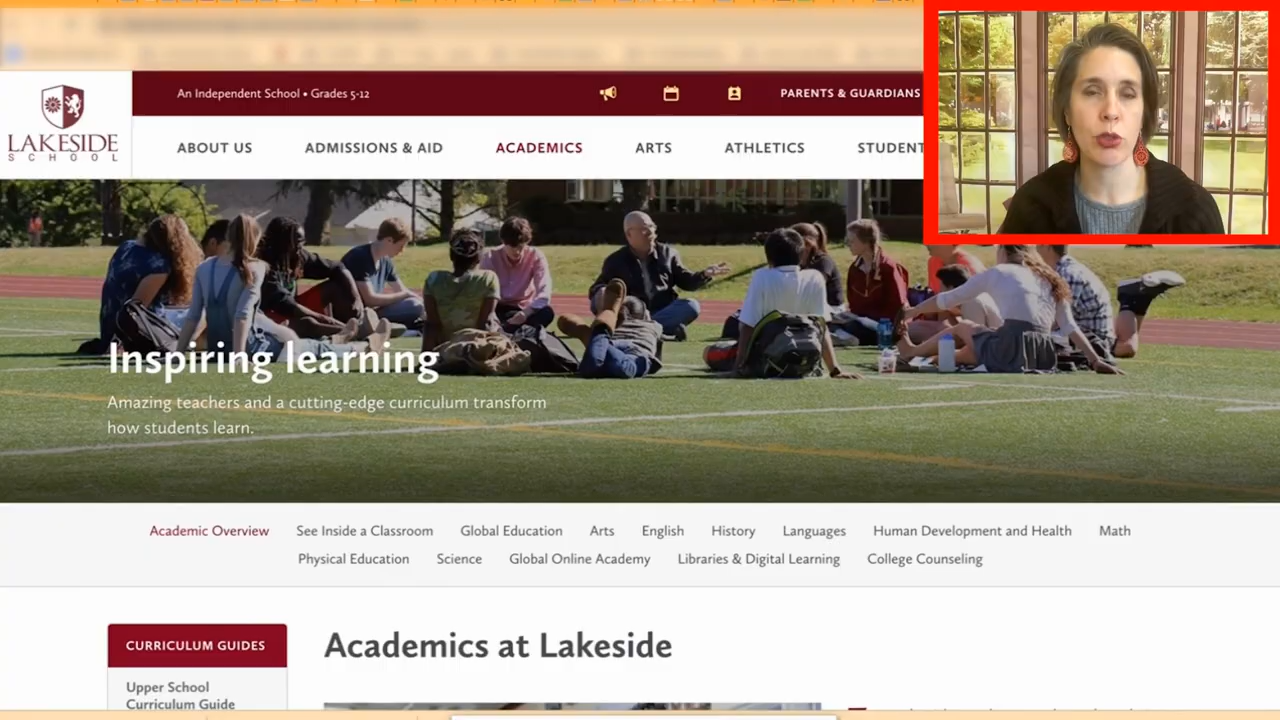 An Independent School • Grades 5-12
PARENTS & GUARDIANS
LAKESIDE
SCHOOL
ABOUT US
ADMISSIONS & AID
ACADEMICS
ARTS
ATHLETICS
STUDENT
Inspiring learning
Amazing teachers and a cutting-edge curriculum transform
how students learn.
Academic Overview See Inside a Classroom Global Education Arts English History Languages Human Development and Health Math
Physical Education Science Global Online Academy Libraries & Digital Learning College Counseling
CURRICULUM GUIDES
Academics at Lakeside
Upper School
Curriculum Guide